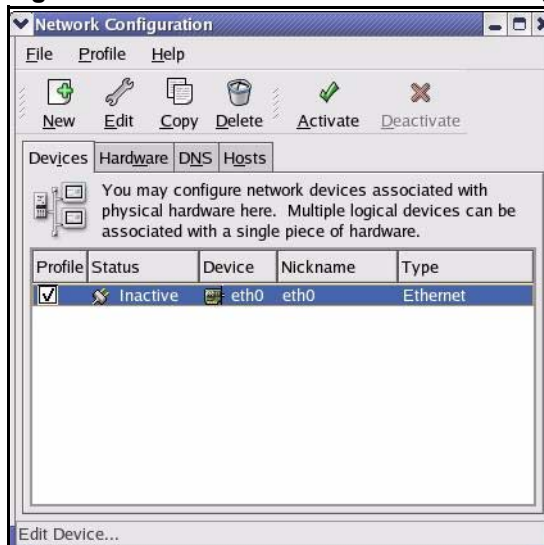 Network Configuration
File Profile Help
New Edit Copy Delete Activate Deactivate
Devices Hardware DNS Hosts
You may configure network devices associated with
physical hardware here. Multiple logical devices can be
associated with a single piece of hardware.
Profile Status Device Nickname Type
Inactive eth0 eth0 Ethernet
Edit Device...